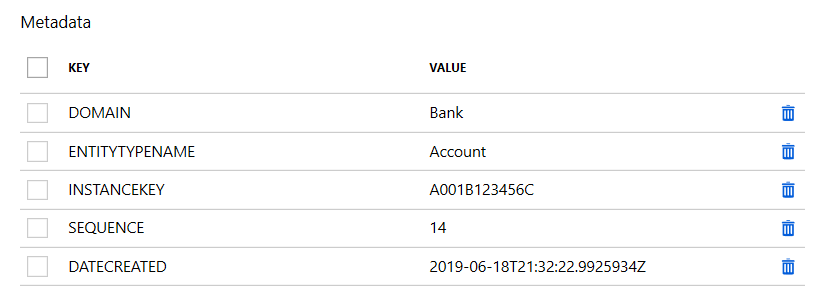 Metadata
KEY VALUE
DOMAIN Bank
ENTITYTYPENAME Account
INSTANCEKEY A001B123456C
SEQUENCE 14
DATECREATED 2019-06-18T21:32:22.9925934Z